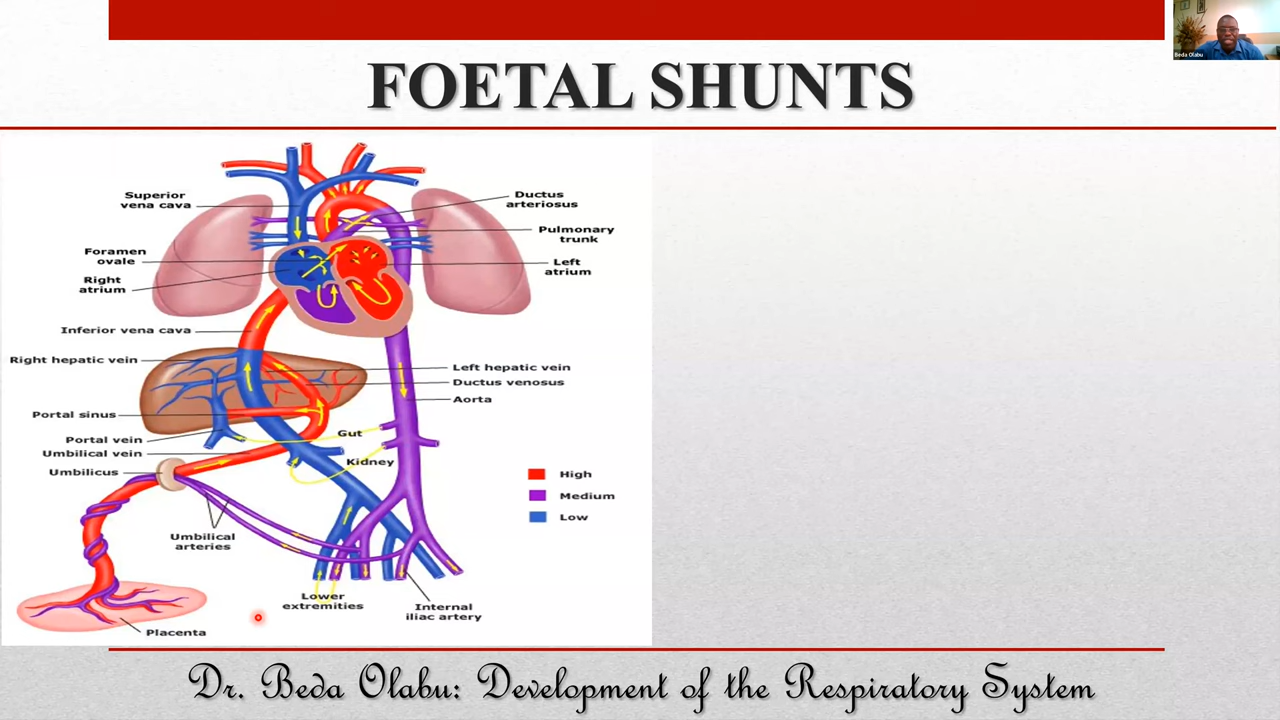 Beda Olabu
FOETAL SHUNTS
Superior
vena cava
Foramen
ovale
Right
atrium
Inferior vena cava
Right hepatic vein
Portal sinus
Portal vein
Umbilical vein
Umbilicus
Umbilical
arteries
Placenta
Lower
extremities
Ductus
arteriosus
Pulmonary
trunk
Left
atrium
Left hepatic vein
Ductus venosus
Aorta
Gut
Kidney
Internal
iliac artery
High
Medium
Low
Dr. Beda Olabu: Development of the Respiratory System